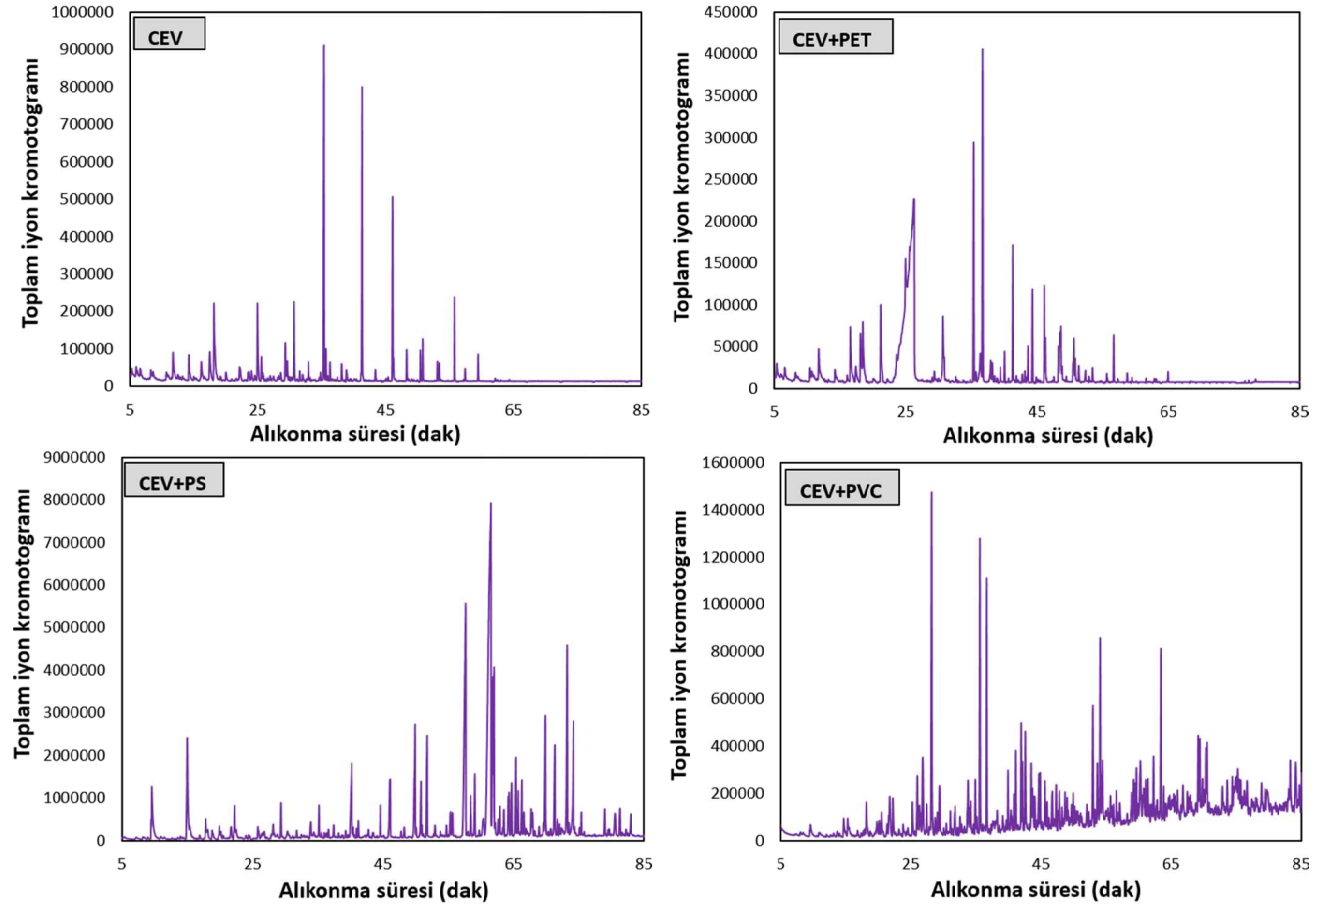 CEV
Toplam iyon kromotogramı
1000000
900000
800000
700000
600000
500000
400000
300000
200000
100000
0
5 25 45 65 85
Alıkonma süresi (dak)
CEV+PET
Toplam iyon kromotogramı
450000
400000
350000
300000
250000
200000
150000
100000
50000
0
5 25 45 65 85
Alıkonma süresi (dak)
CEV+PS
Toplam iyon kromotogramı
9000000
8000000
7000000
6000000
5000000
4000000
3000000
2000000
1000000
0
5 25 45 65 85
Alıkonma süresi (dak)
CEV+PVC
Toplam iyon kromotogramı
1600000
1400000
1200000
1000000
800000
600000
400000
200000
0
5 25 45 65 85
Alıkonma süresi (dak)